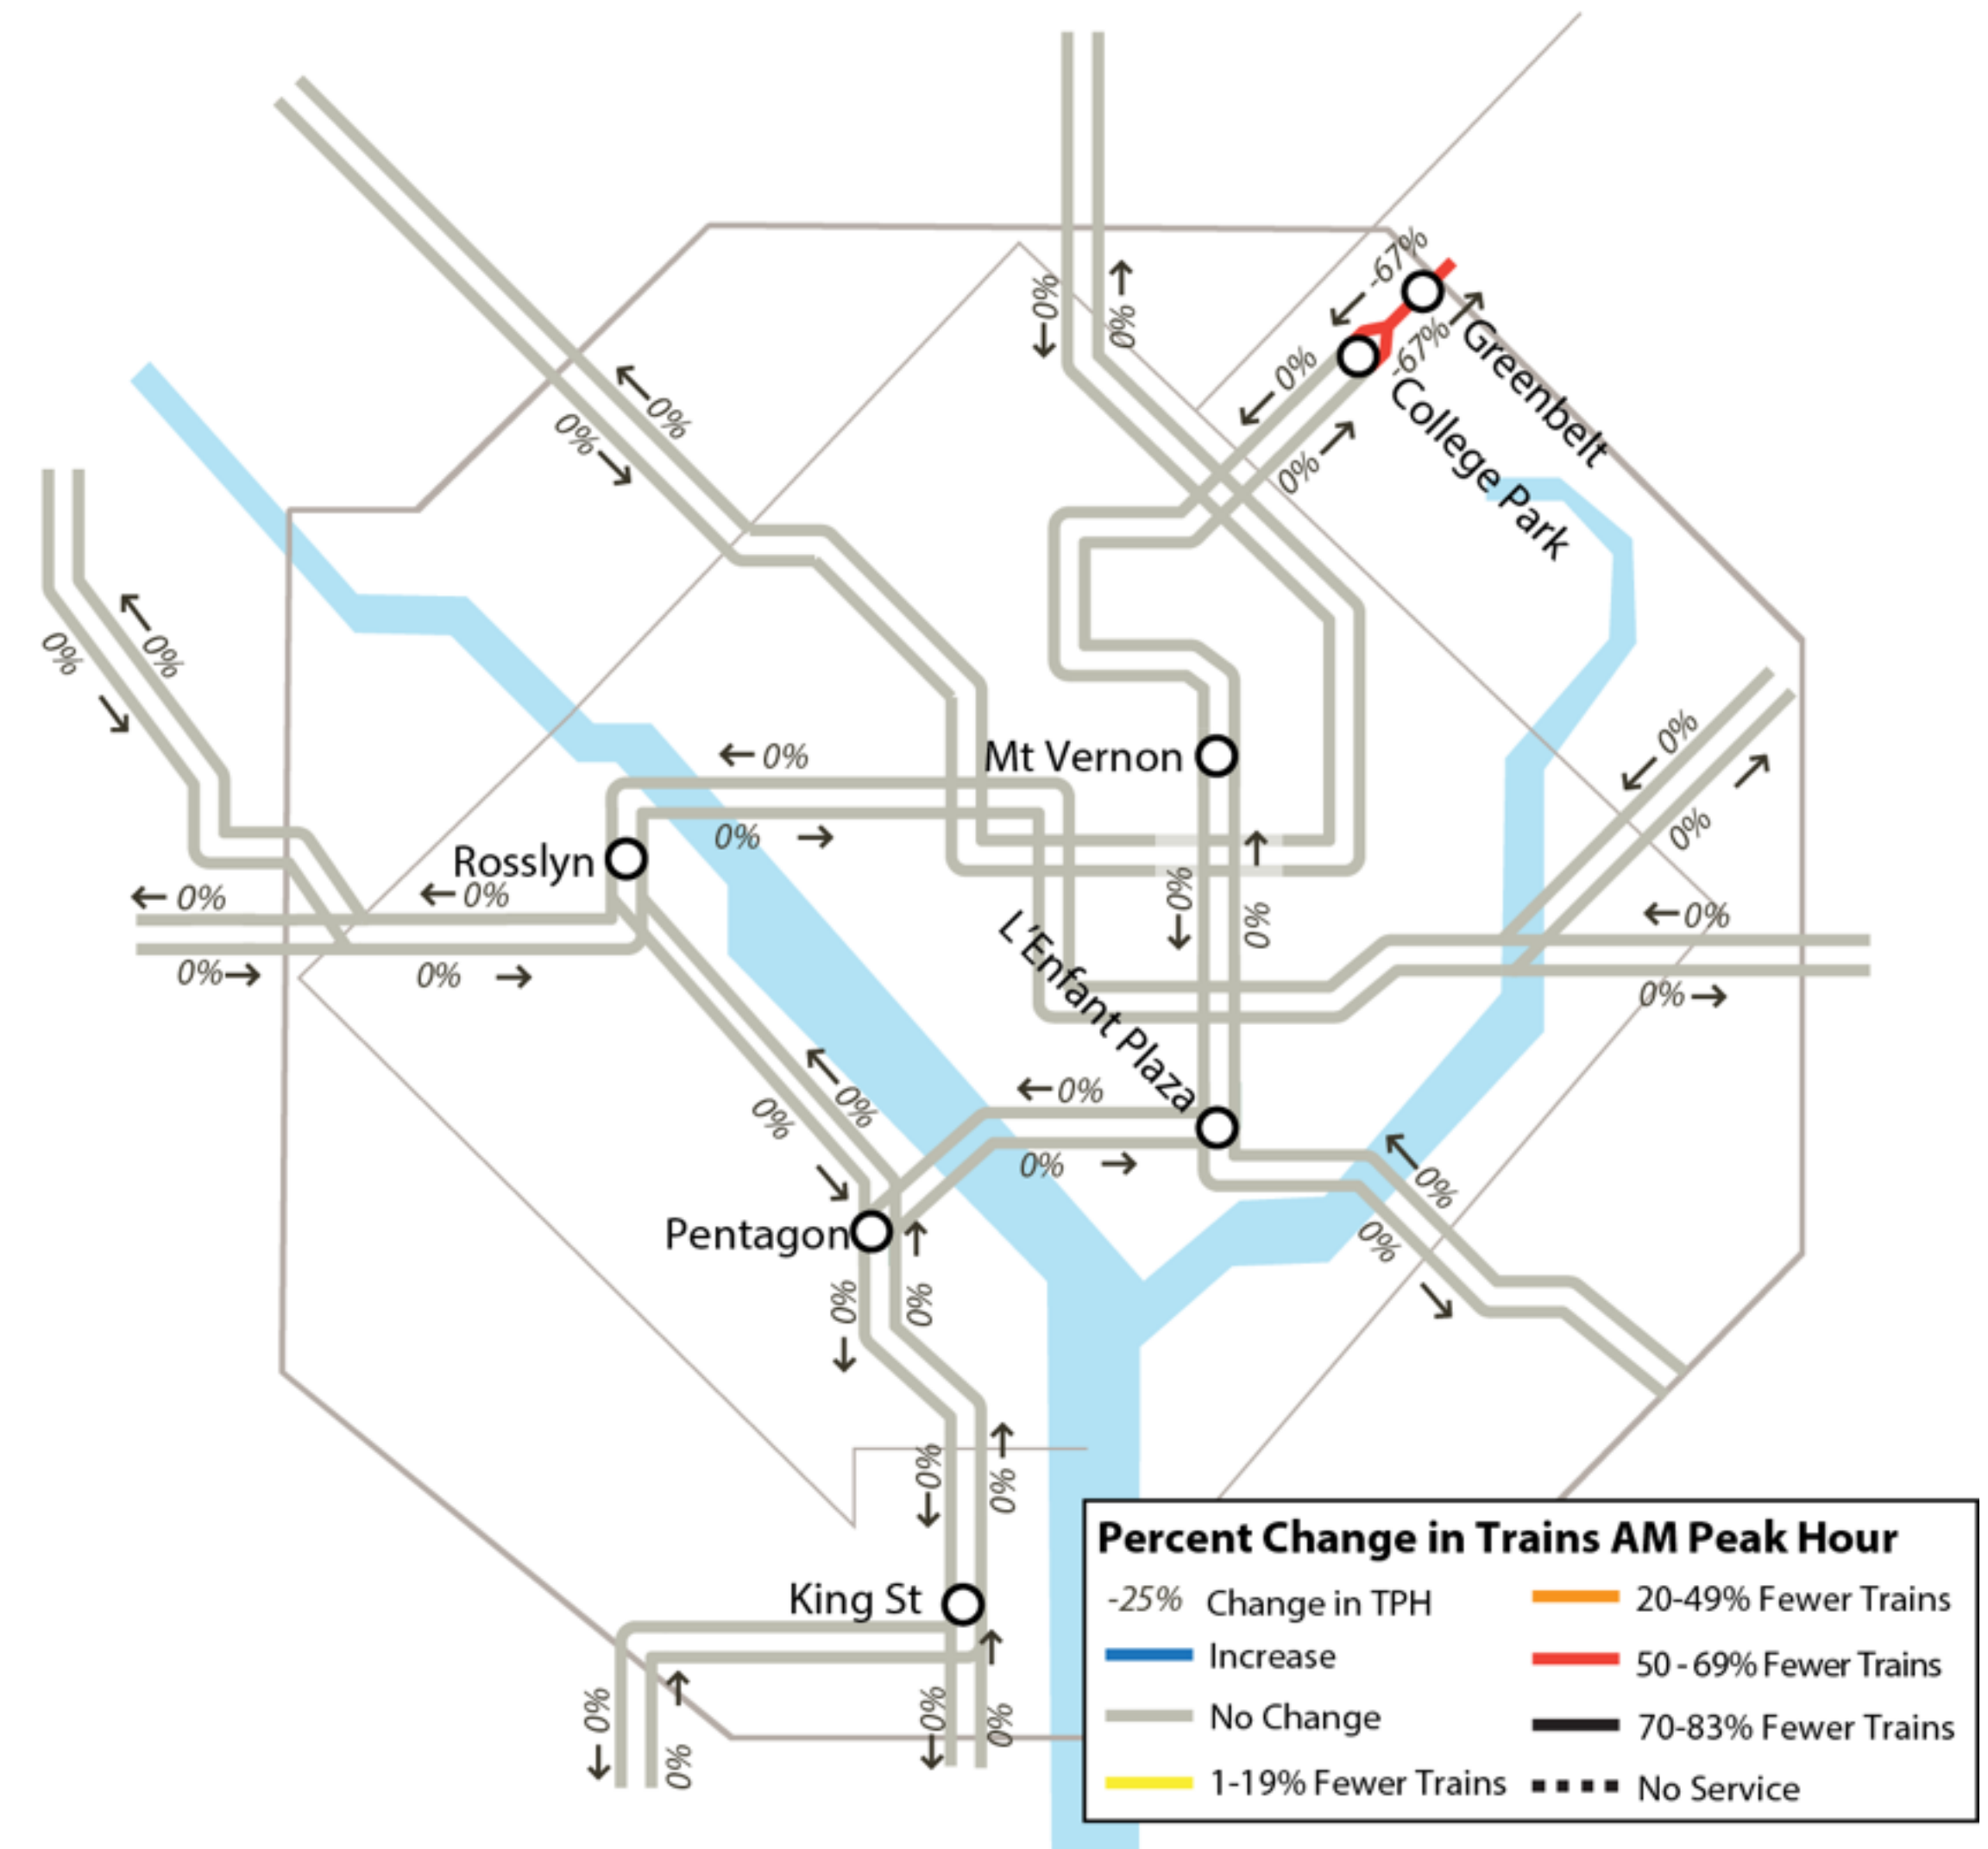 -67%
0%
0%
-67%
Greenbelt
0%
College Park
0%
0%
0%
0%
0%
0%
0%
0%
Mt Vernon
0%
0%
Rosslyn
0%
0%
0%
0%
0%
0%
0%
0%
0%
L'Enfant Plaza
0%
0%
0%
0%
0%
0%
0%
Pentagon
0%
0%
0%
0%
King St
0%
0%
0%
0%
Percent Change in Trains AM Peak Hour
-25% Change in TPH
Increase
No Change
1-19% Fewer Trains
20-49% Fewer Trains
50-69% Fewer Trains
70-83% Fewer Trains
No Service